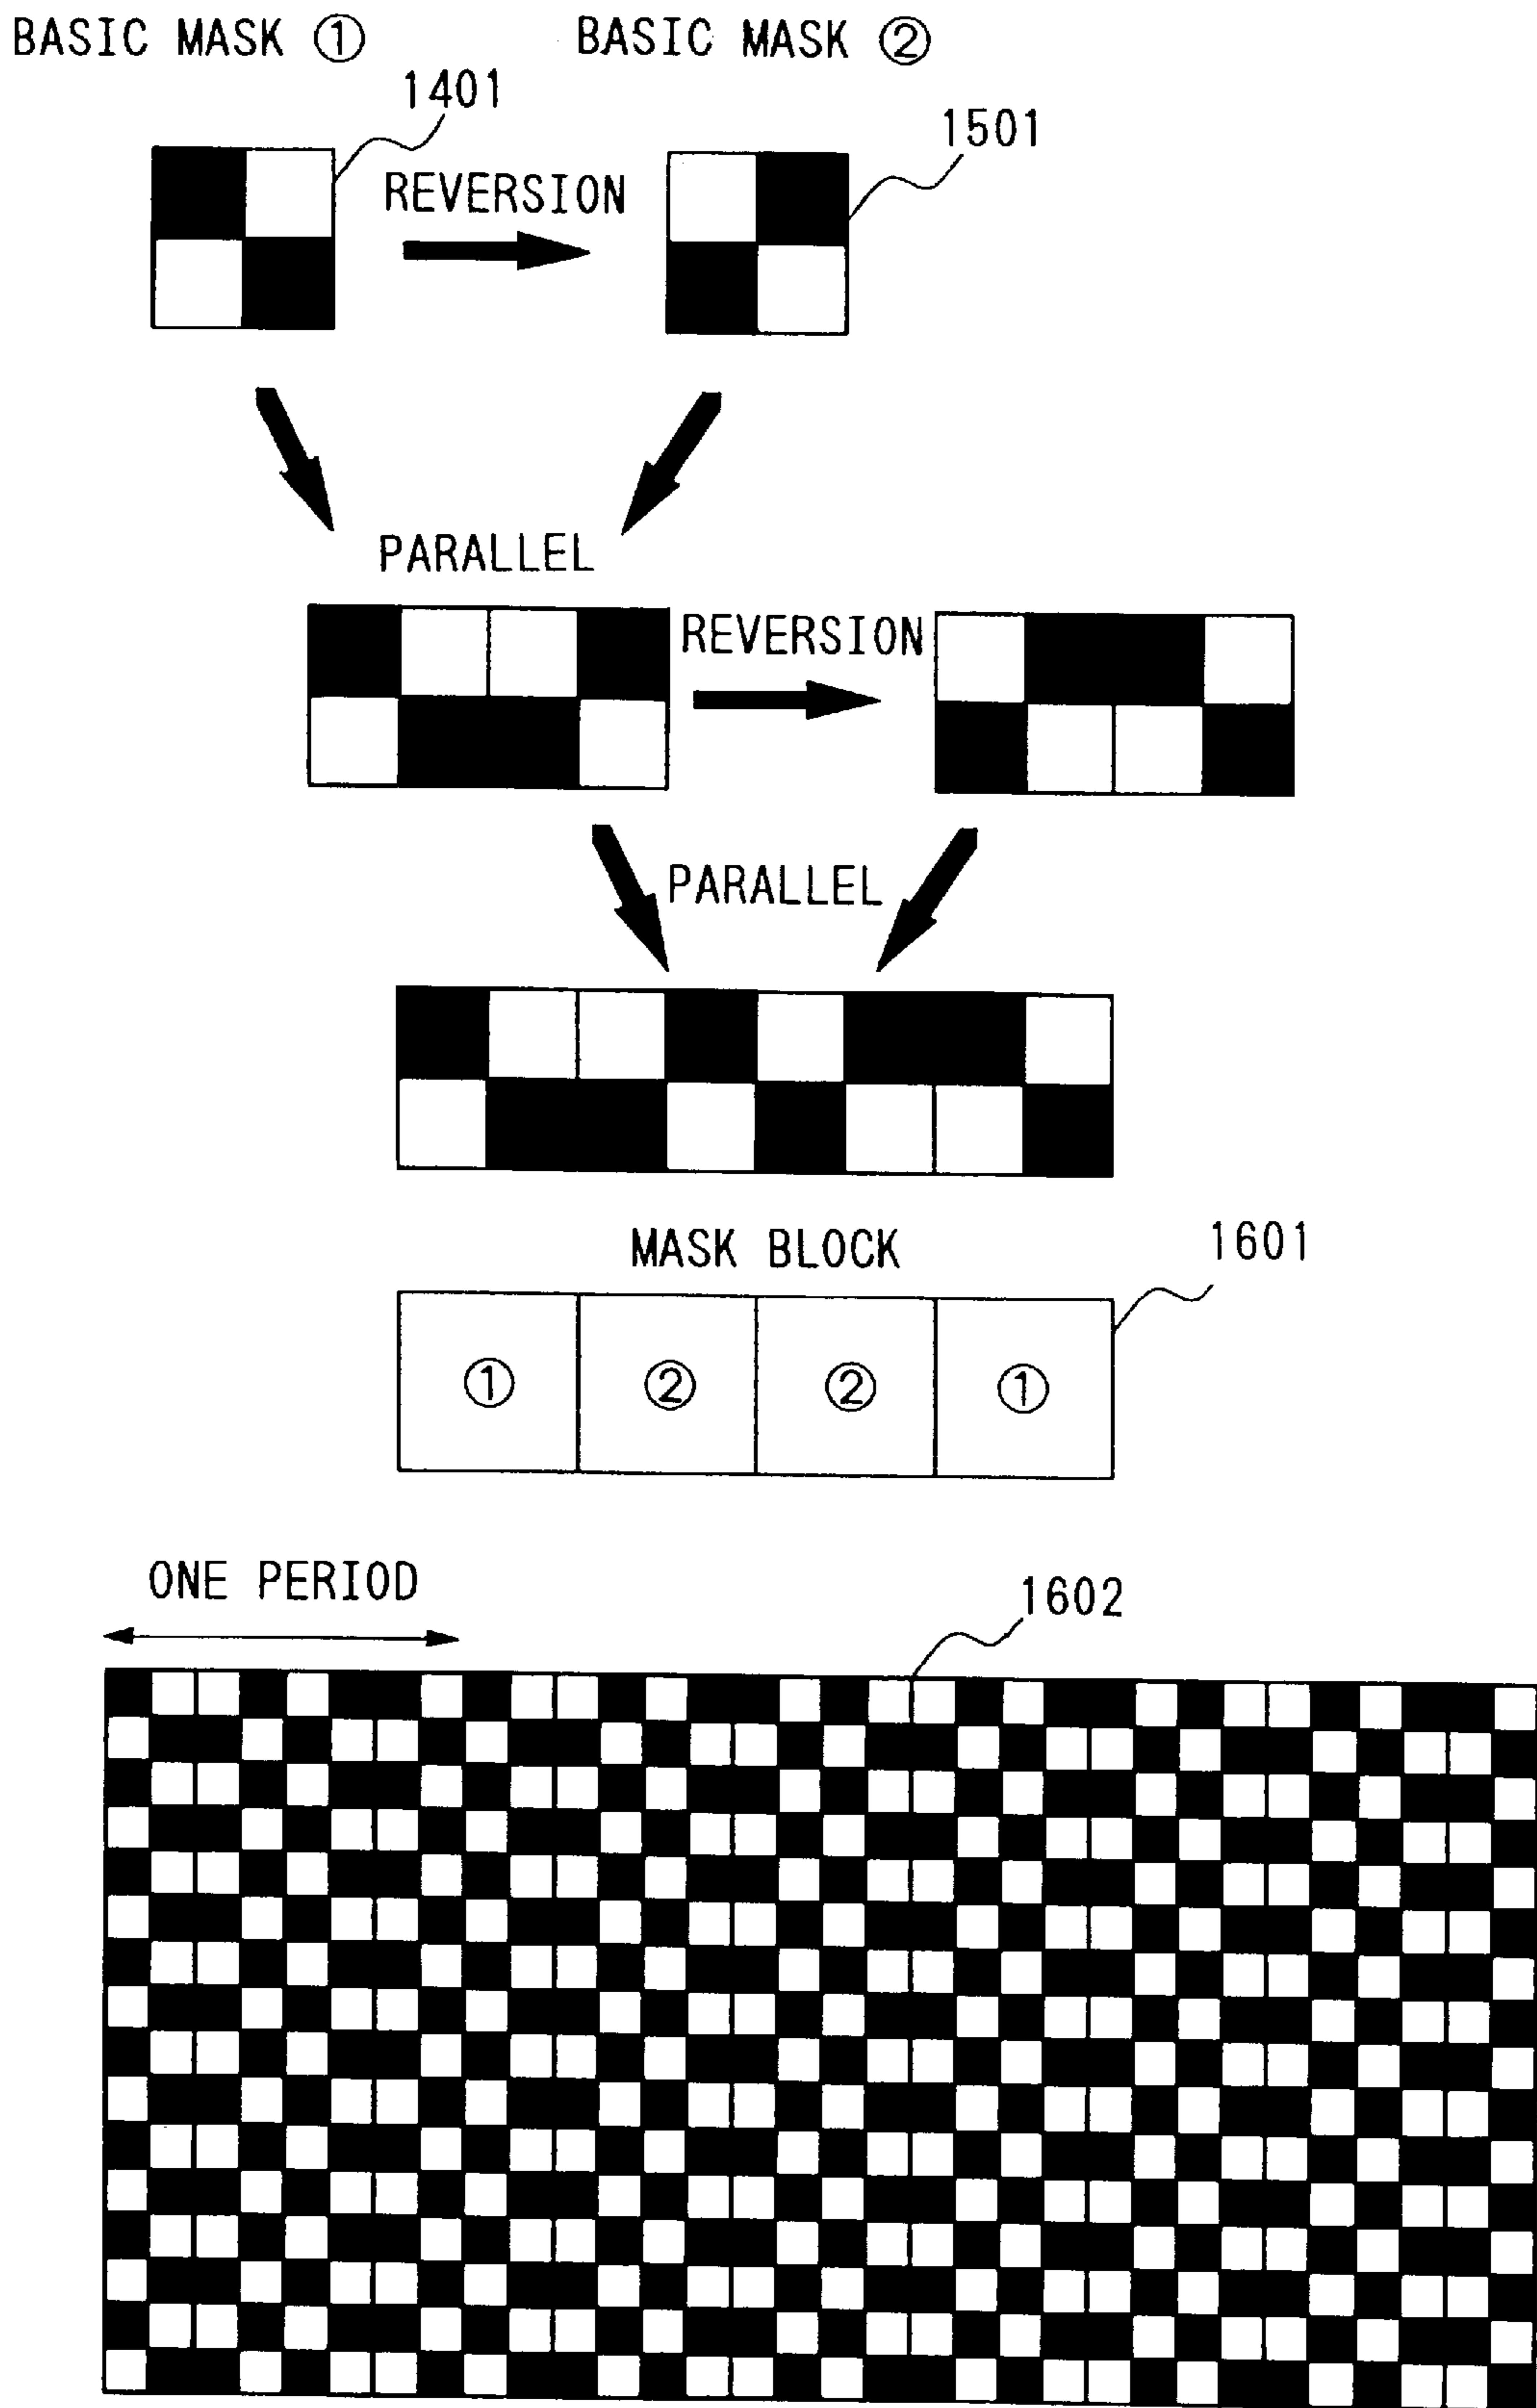 BASIC MASK ① BASIC MASK ②
1401
1501
REVERSION
PARALLEL
REVERSION
PARALLEL
MASK BLOCK
1601
① ② ② ①
ONE PERIOD
1602